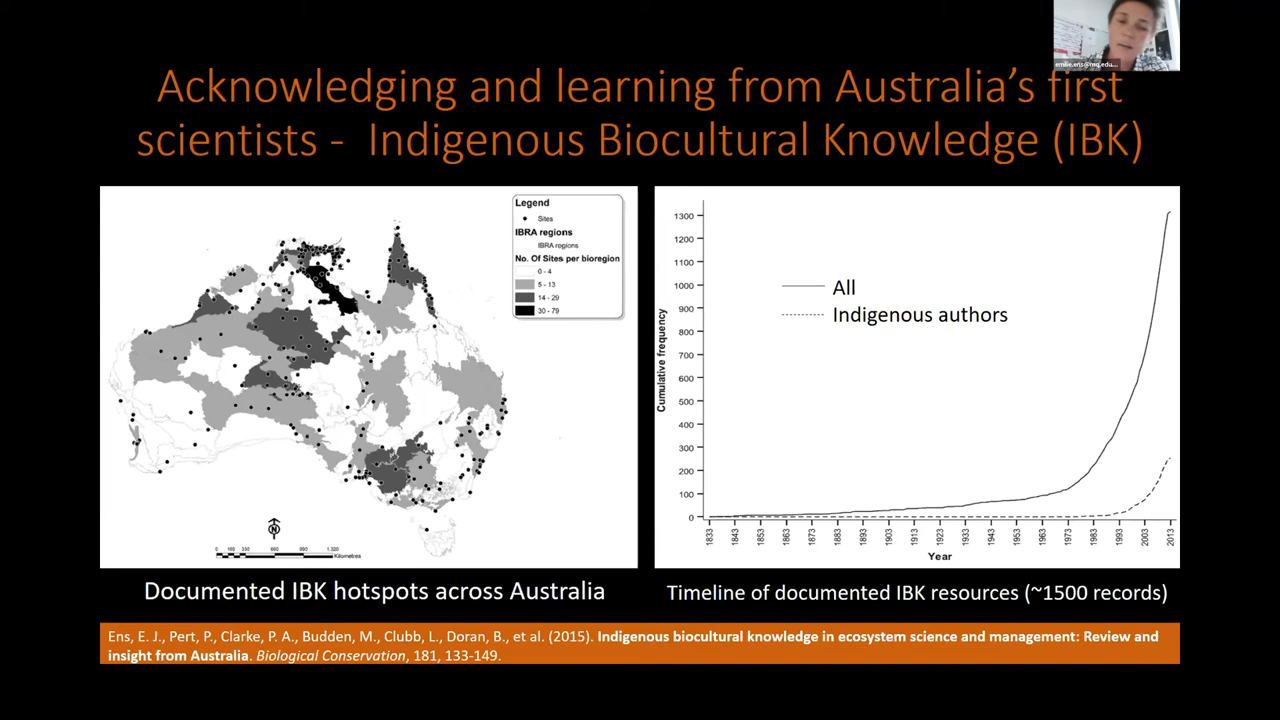 emilie.ens@mq.edu...
Acknowledging and learning from Australia's first
scientists - Indigenous Biocultural Knowledge (IBK)
Legend
Sites
IBRA regions
IBRA regions
No. Of Sites per bioregion
0 - 4
5 - 13
14 - 29
30 - 79
N
Kilometres
Documented IBK hotspots across Australia
1300
1200
1100
1000
900
800
700
600
500
400
300
200
100
0
Cumulative frequency
All
Indigenous authors
1833 1843 1853 1863 1873 1883 1893 1903 1913 1923 1933 1943 1953 1963 1973 1983 1993 2003 2013
Year
Timeline of documented IBK resources (~1500 records)
Ens, E. J., Pert, P., Clarke, P. A., Budden, M., Clubb, L., Doran, B., et al. (2015). Indigenous biocultural knowledge in ecosystem science and management: Review and
insight from Australia. Biological Conservation, 181, 133-149.